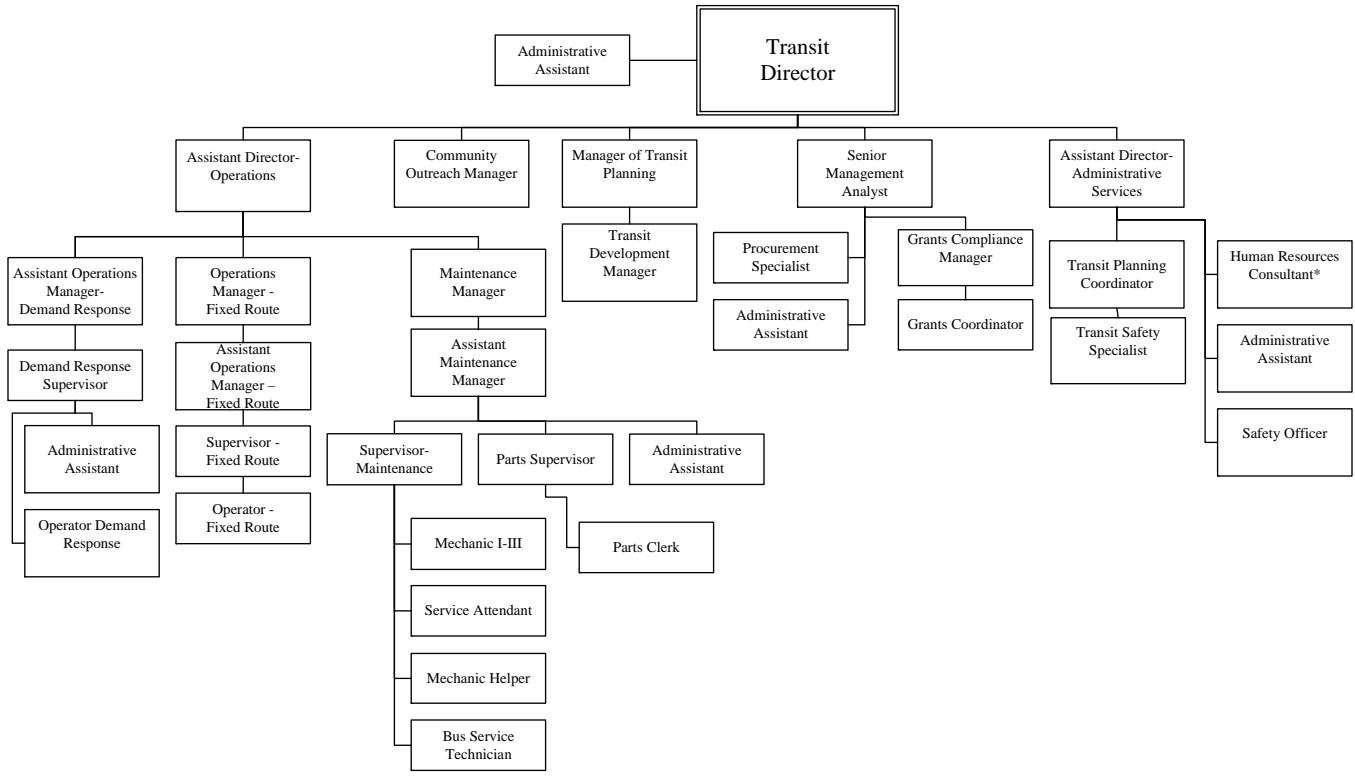 Transit
Director
Administrative
Assistant
Assistant Director-
Operations
Community
Outreach Manager
Manager of Transit
Planning
Senior
Management
Analyst
Assistant Director-
Administrative
Services
Assistant Operations
Manager-
Demand Response
Operations
Manager -
Fixed Route
Maintenance
Manager
Transit
Development
Manager
Procurement
Specialist
Grants Compliance
Manager
Transit Planning
Coordinator
Human Resources
Consultant*
Demand Response
Supervisor
Assistant
Operations
Manager –
Fixed Route
Assistant
Maintenance
Manager
Administrative
Assistant
Grants Coordinator
Transit Safety
Specialist
Administrative
Assistant
Administrative
Assistant
Supervisor -
Fixed Route
Supervisor-
Maintenance
Parts Supervisor
Administrative
Assistant
Safety Officer
Operator Demand
Response
Operator -
Fixed Route
Mechanic I-III
Parts Clerk
Service Attendant
Mechanic Helper
Bus Service
Technician